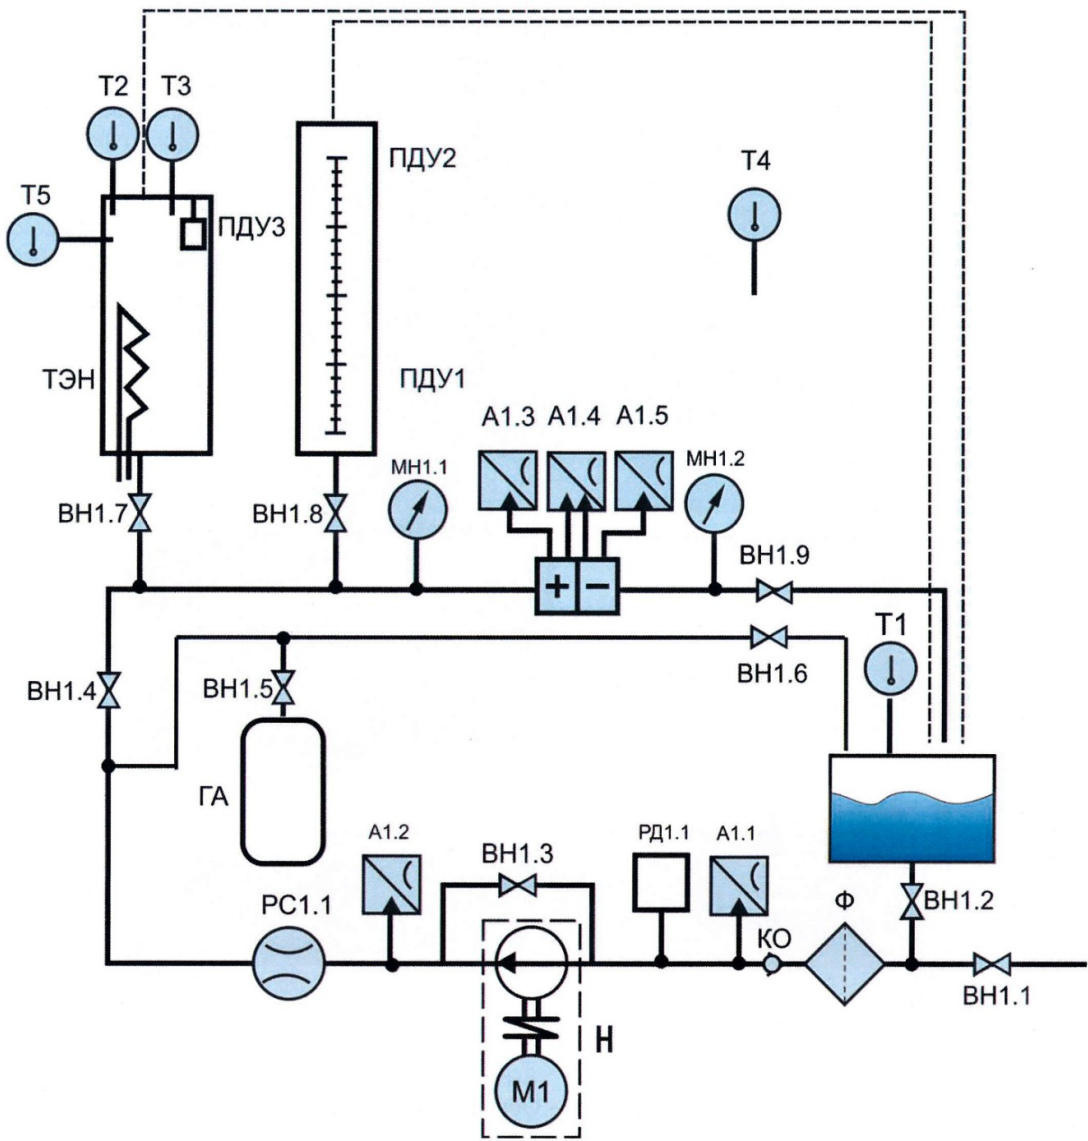 Т2
Т3
Т5
ПДУ3
ПДУ2
Т4
ТЭН
ПДУ1
А1.3
А1.4
А1.5
МН1.1
МН1.2
ВН1.7
ВН1.8
ВН1.9
+
−
ВН1.4
ВН1.5
ВН1.6
Т1
ГА
А1.2
ВН1.3
РД1.1
А1.1
ВН1.2
РС1.1
КО
Ф
ВН1.1
Н
М1